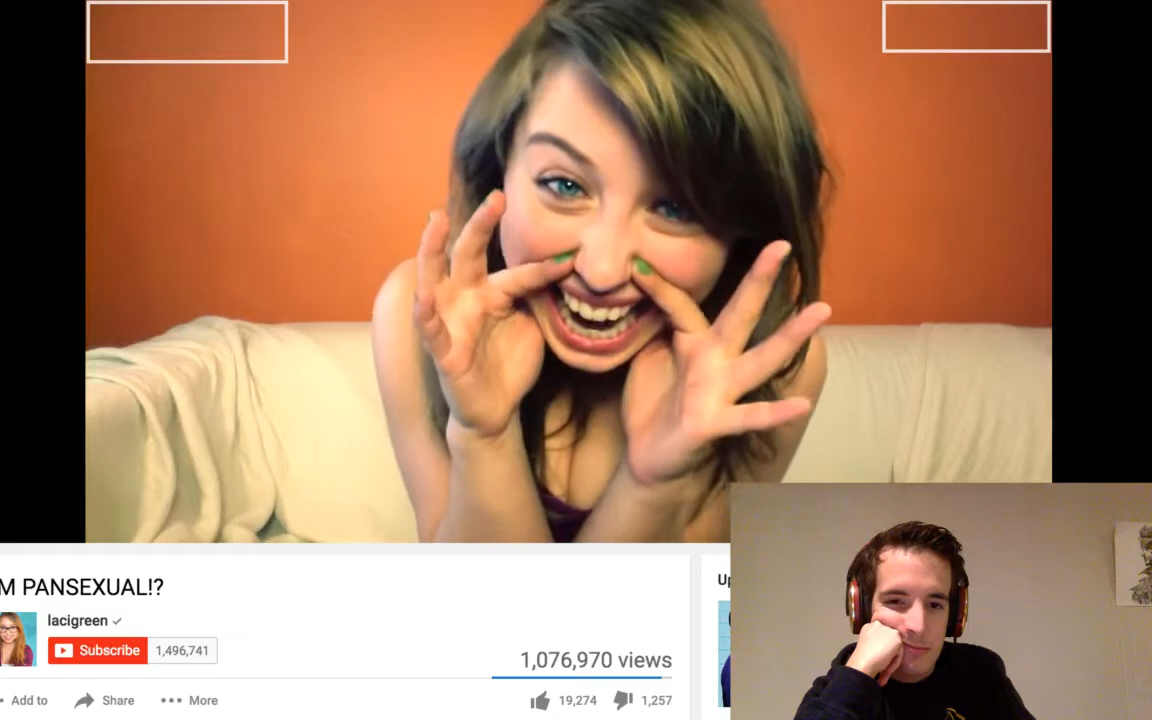 M PANSEXUAL!?
Up
lacigreen
Subscribe 1,496,741
1,076,970 views
Add to Share More 19,274 1,257